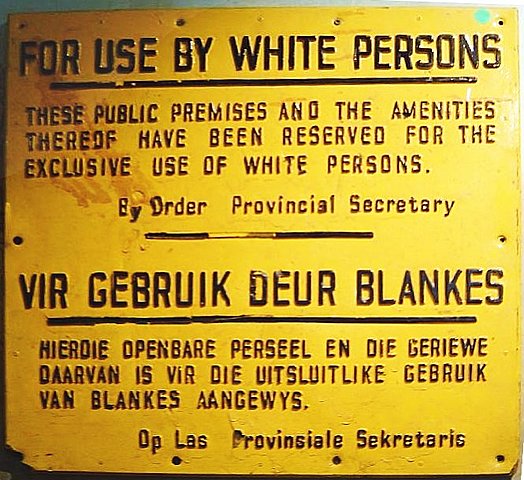 FOR USE BY WHITE PERSONS
THESE PUBLIC PREMISES AND THE AMENITIES
THEREOF HAVE BEEN RESERVED FOR THE
EXCLUSIVE USE OF WHITE PERSONS.
By Order Provincial Secretary
VIR GEBRUIK DEUR BLANKES
HIERDIE OPENBARE PERSEEL EN DIE GERIEWE
DAARVAN IS VIR DIE UITSLUITLIKE GEBRUIK
VAN BLANKES AANGEWYS.
Op Las Provinsiale Sekretaris